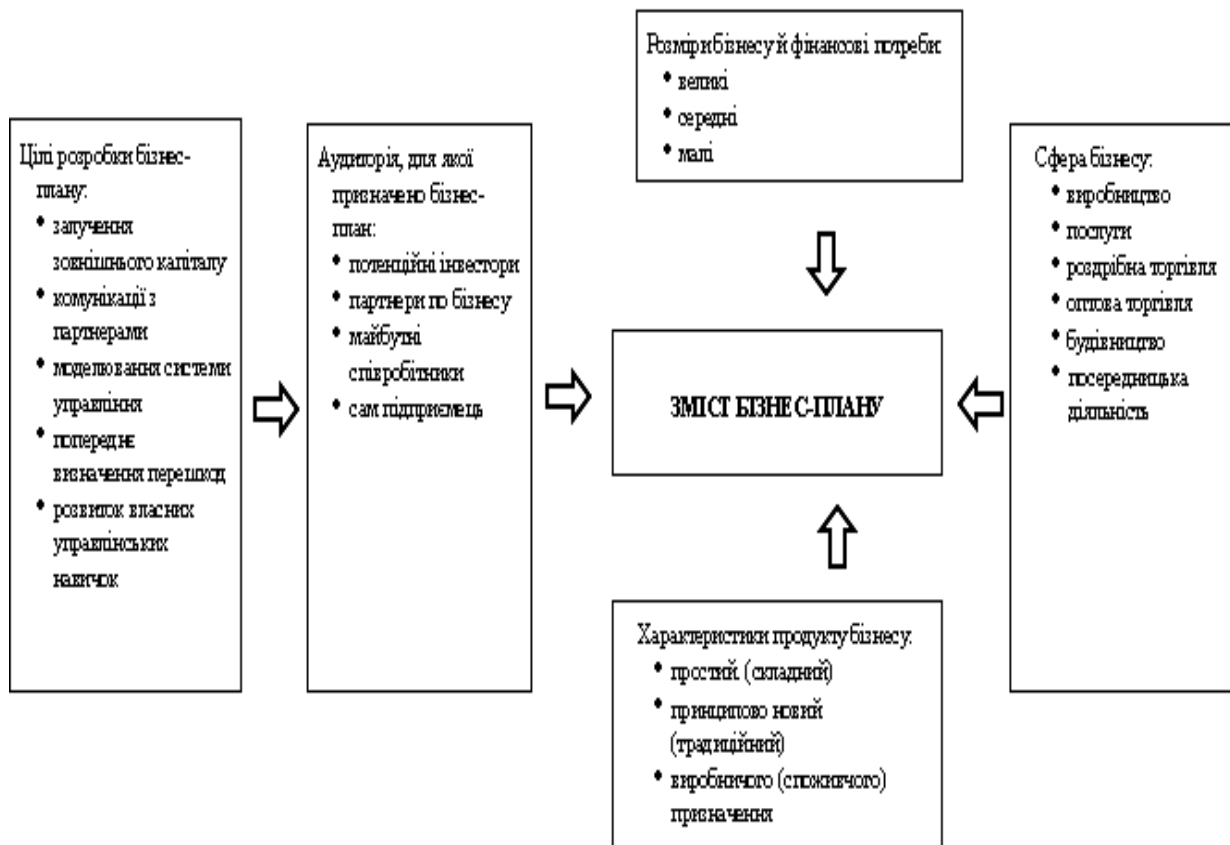 Розміри бізнесу й фінансові потреби:
• великі
• середні
• малі
Цілі розробки бізнес-
плану:
• залучення
зовнішнього капіталу
• комунікації з
партнерами
• моделювання системи
управління
• попереднє
визначення перешкод
• розвиток власних
управлінських
навичок
Аудиторія, для якої
призначено бізнес-
план:
• потенційні інвестори
• партнери по бізнесу
• майбутні
співробітники
• сам підприємець
ЗМІСТ БІЗНЕС-ПЛАНУ
Сфера бізнесу:
• виробництво
• послуги
• роздрібна торгівля
• оптова торгівля
• будівництво
• посередницька
діяльність
Характеристики продукту бізнесу:
• простий. (складний)
• принципово новий
(традиційний)
• виробничого (споживчого)
призначення